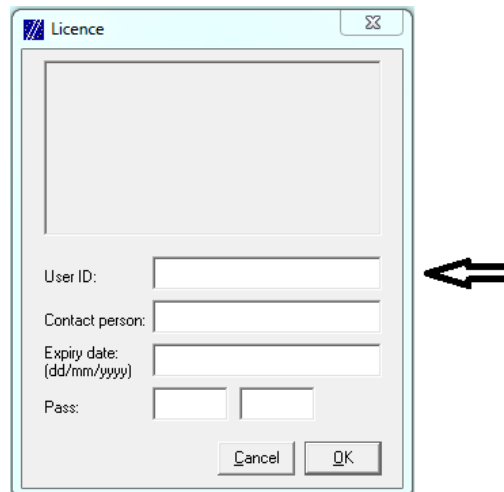 Licence
User ID:
Contact person:
Expiry date:
(dd/mm/yyyy)
Pass:
Cancel OK